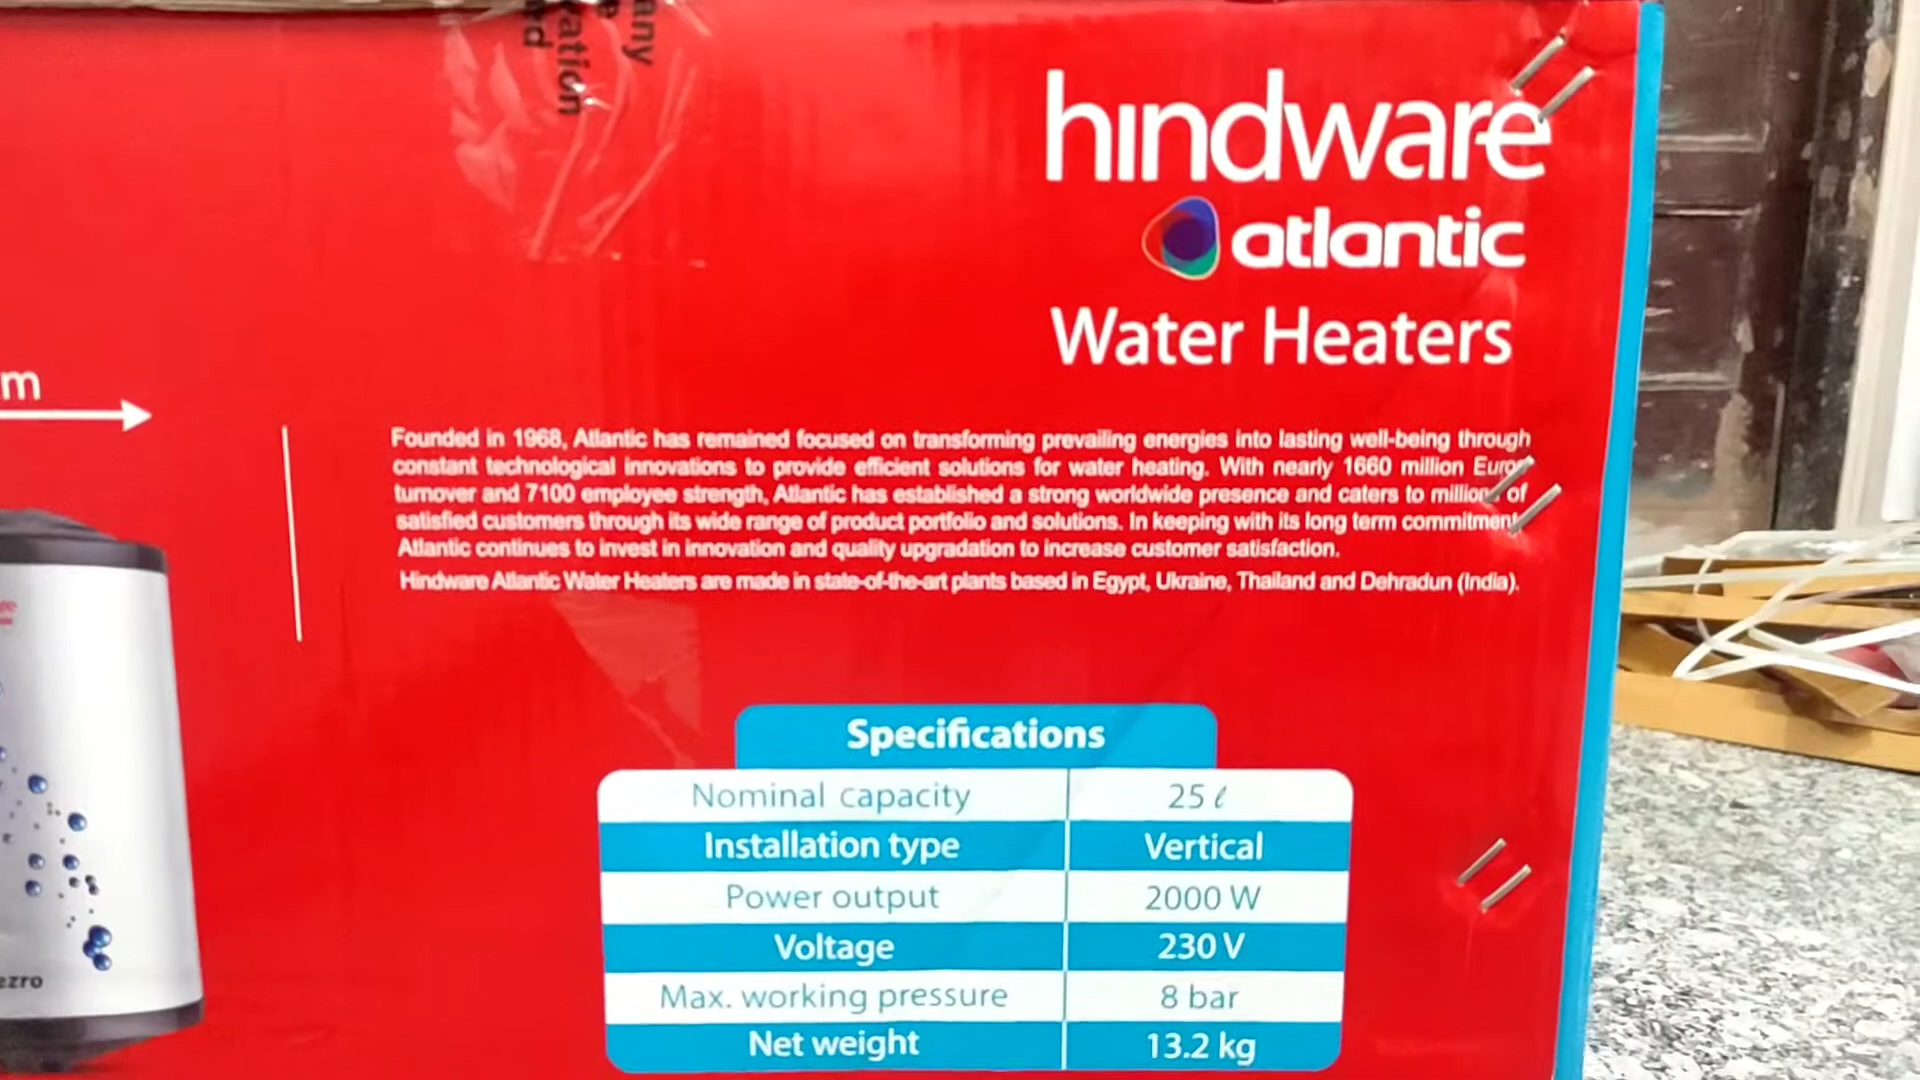 hindware
atlantic
Water Heaters
m
Founded in 1968, Atlantic has remained focused on transforming prevailing energies into lasting well-being through
constant technological innovations to provide efficient solutions for water heating. With nearly 1660 million Euros
turnover and 7100 employee strength, Atlantic has established a strong worldwide presence and caters to millions of
satisfied customers through its wide range of product portfolio and solutions. In keeping with its long term commitment
Atlantic continues to invest in innovation and quality upgradation to increase customer satisfaction.
Hindware Atlantic Water Heaters are made in state-of-the-art plants based in Egypt, Ukraine, Thailand and Dehradun (India).
Specifications
Nominal capacity 25 ℓ
Installation type Vertical
Power output 2000 W
Voltage 230 V
Max. working pressure 8 bar
Net weight 13.2 kg
ezro